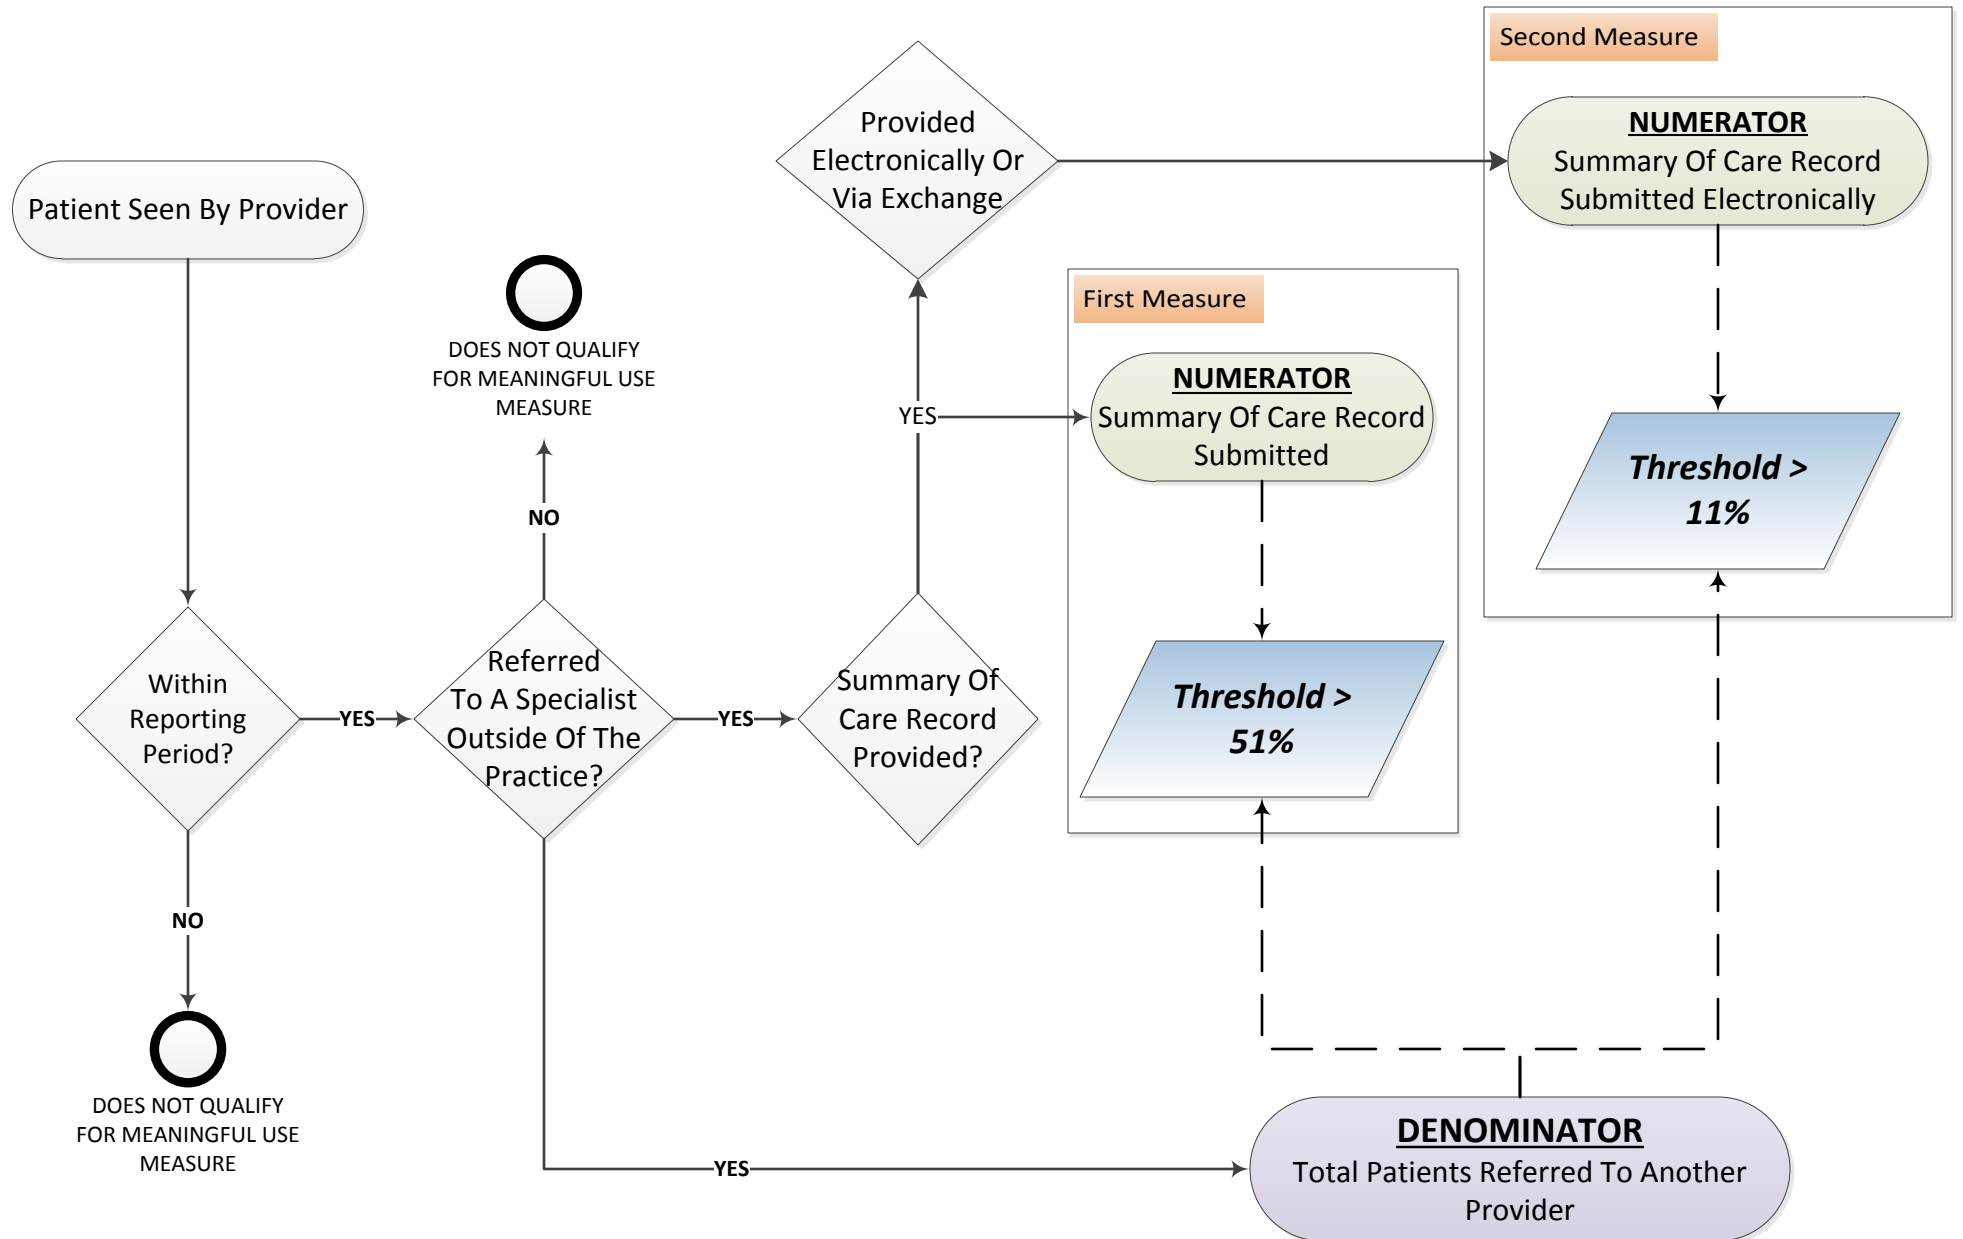 Second Measure
NUMERATOR
Summary Of Care Record
Submitted Electronically
Threshold >
11%
Provided
Electronically Or
Via Exchange
Patient Seen By Provider
First Measure
NUMERATOR
Summary Of Care Record
Submitted
Threshold >
51%
DOES NOT QUALIFY
FOR MEANINGFUL USE
MEASURE
YES
NO
Within
Reporting
Period?
YES
Referred
To A Specialist
Outside Of The
Practice?
YES
Summary Of
Care Record
Provided?
NO
DOES NOT QUALIFY
FOR MEANINGFUL USE
MEASURE
YES
DENOMINATOR
Total Patients Referred To Another
Provider